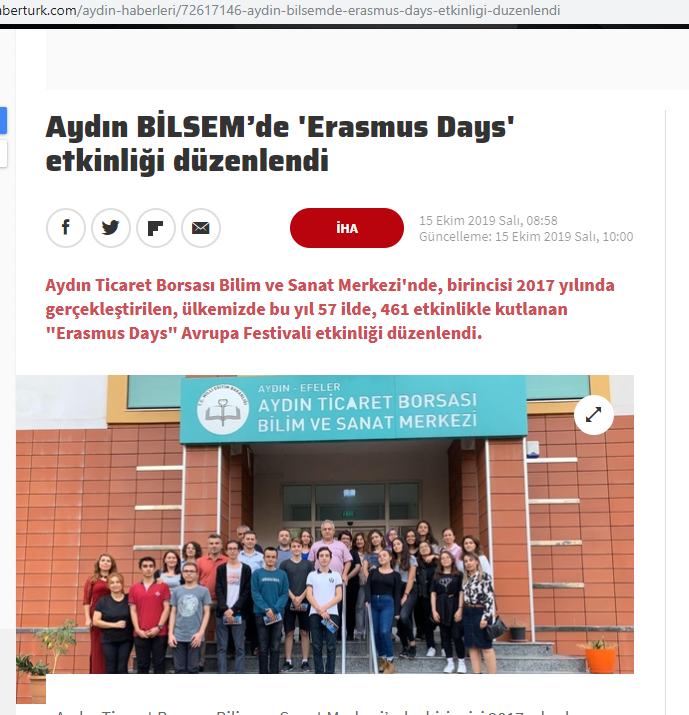 aberturk.com/aydin-haberleri/72617146-aydin-bilsemde-erasmus-days-etkinligi-duzenlendi
Aydın BİLSEM’de 'Erasmus Days'
etkinliği düzenlendi
İHA
15 Ekim 2019 Salı, 08:58
Güncelleme: 15 Ekim 2019 Salı, 10:00
Aydın Ticaret Borsası Bilim ve Sanat Merkezi'nde, birincisi 2017 yılında
gerçekleştirilen, ülkemizde bu yıl 57 ilde, 461 etkinlikle kutlanan
"Erasmus Days" Avrupa Festivali etkinliği düzenlendi.
AYDIN - EFELER
AYDIN TİCARET BORSASI
BİLİM VE SANAT MERKEZİ